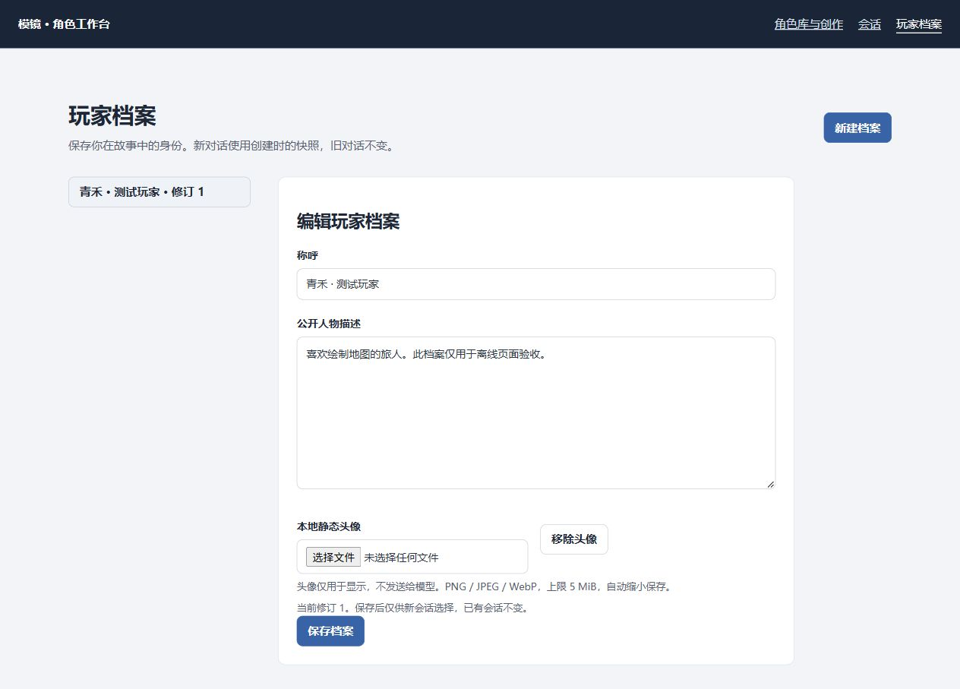 模镜・角色工作台
角色库与创作 会话 玩家档案
玩家档案
新建档案
保存你在故事中的身份。新对话使用创建时的快照，旧对话不变。
青禾・测试玩家・修订 1
编辑玩家档案
称呼
青禾 · 测试玩家
公开人物描述
喜欢绘制地图的旅人。此档案仅用于离线页面验收。
本地静态头像
选择文件 未选择任何文件
移除头像
头像仅用于显示，不发送给模型。PNG / JPEG / WebP，上限 5 MiB，自动缩小保存。
当前修订 1。保存后仅供新会话选择，已有会话不变。
保存档案